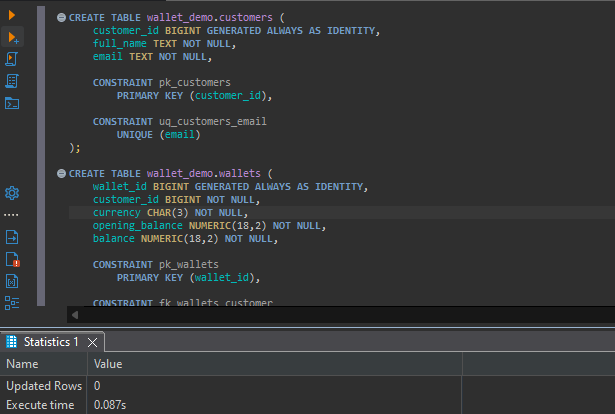 CREATE TABLE wallet_demo.customers (
customer_id BIGINT GENERATED ALWAYS AS IDENTITY,
full_name TEXT NOT NULL,
email TEXT NOT NULL,
CONSTRAINT pk_customers
PRIMARY KEY (customer_id),
CONSTRAINT uq_customers_email
UNIQUE (email)
);
CREATE TABLE wallet_demo.wallets (
wallet_id BIGINT GENERATED ALWAYS AS IDENTITY,
customer_id BIGINT NOT NULL,
currency CHAR(3) NOT NULL,
opening_balance NUMERIC(18,2) NOT NULL,
balance NUMERIC(18,2) NOT NULL,
CONSTRAINT pk_wallets
PRIMARY KEY (wallet_id),
CONSTRAINT fk_wallets_customer
Statistics 1
Name Value
Updated Rows 0
Execute time 0.087s